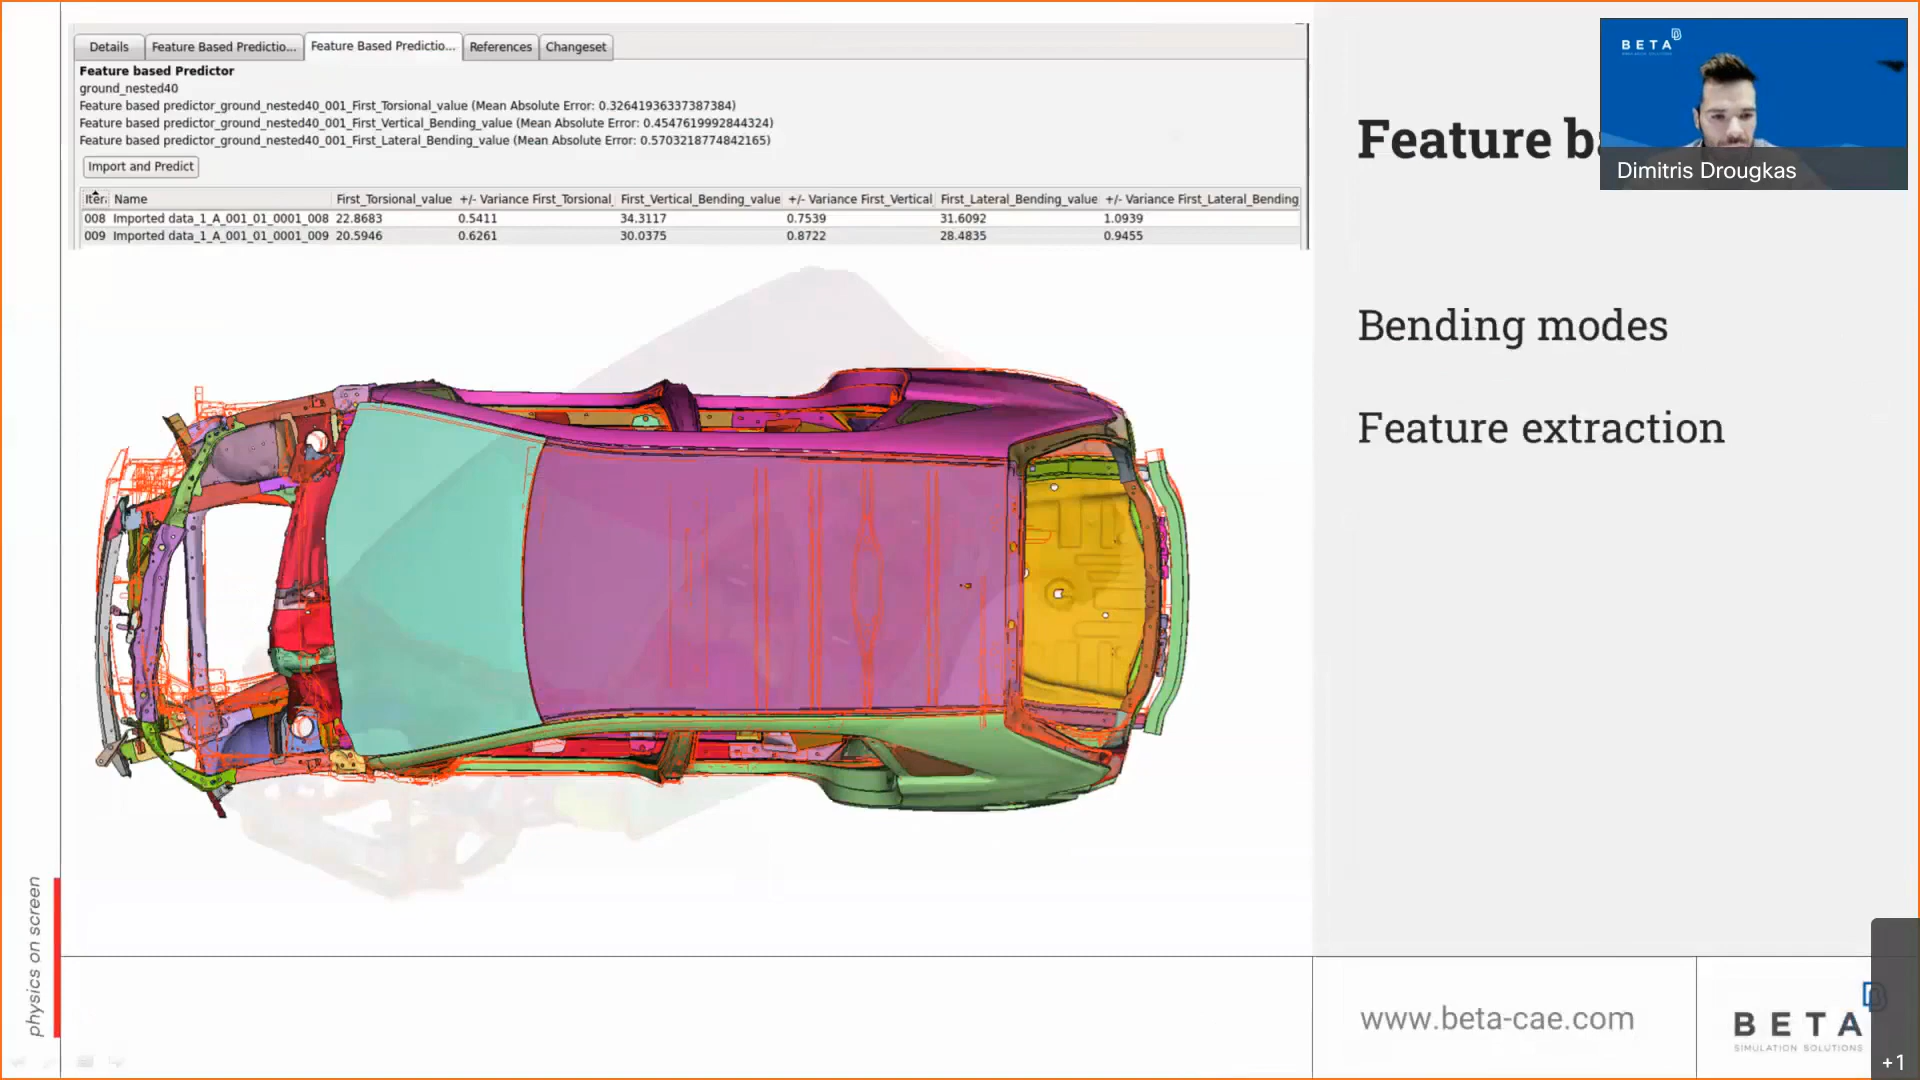 Details
Feature Based Predictio...
Feature Based Predictio...
References
Changeset
Feature based Predictor
ground_nested40
Feature based predictor_ground_nested40_001_First_Torsional_value (Mean Absolute Error: 0.32641936337387384)
Feature based predictor_ground_nested40_001_First_Vertical_Bending_value (Mean Absolute Error: 0.4547619992844324)
Feature based predictor_ground_nested40_001_First_Lateral_Bending_value (Mean Absolute Error: 0.5703218774842165)
Import and Predict
Iter. Name First_Torsional_value +/- Variance First_Torsional_ First_Vertical_Bending_value +/- Variance First_Vertical_ First_Lateral_Bending_value +/- Variance First_Lateral_Bending
008 Imported data_1_A_001_01_0001_008 22.8683 0.5411 34.3117 0.7539 31.6092 1.0939
009 Imported data_1_A_001_01_0001_009 20.5946 0.6261 30.0375 0.8722 28.4835 0.9455
BETA
Dimitris Drougkas
Feature b
Bending modes
Feature extraction
physics on screen
www.beta-cae.com
BETA
SIMULATION SOLUTIONS
+1